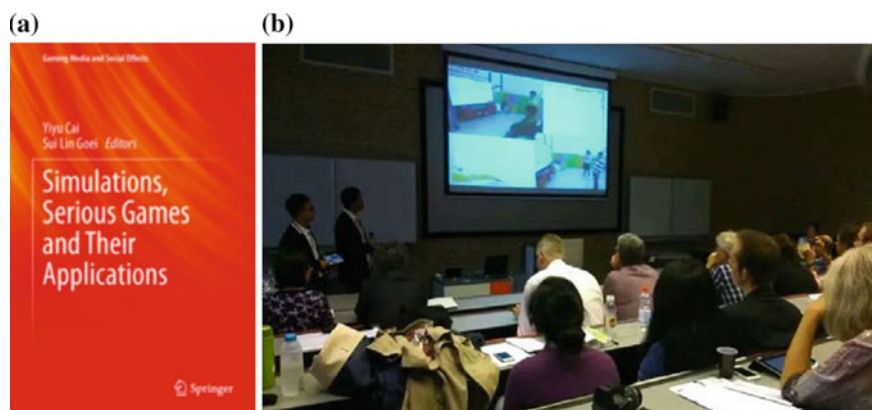 (a)
(b)
Gaming Media and Social Effects
Yiyu Cai
Sui Lin Goei Editors
Simulations,
Serious Games
and Their
Applications
Springer